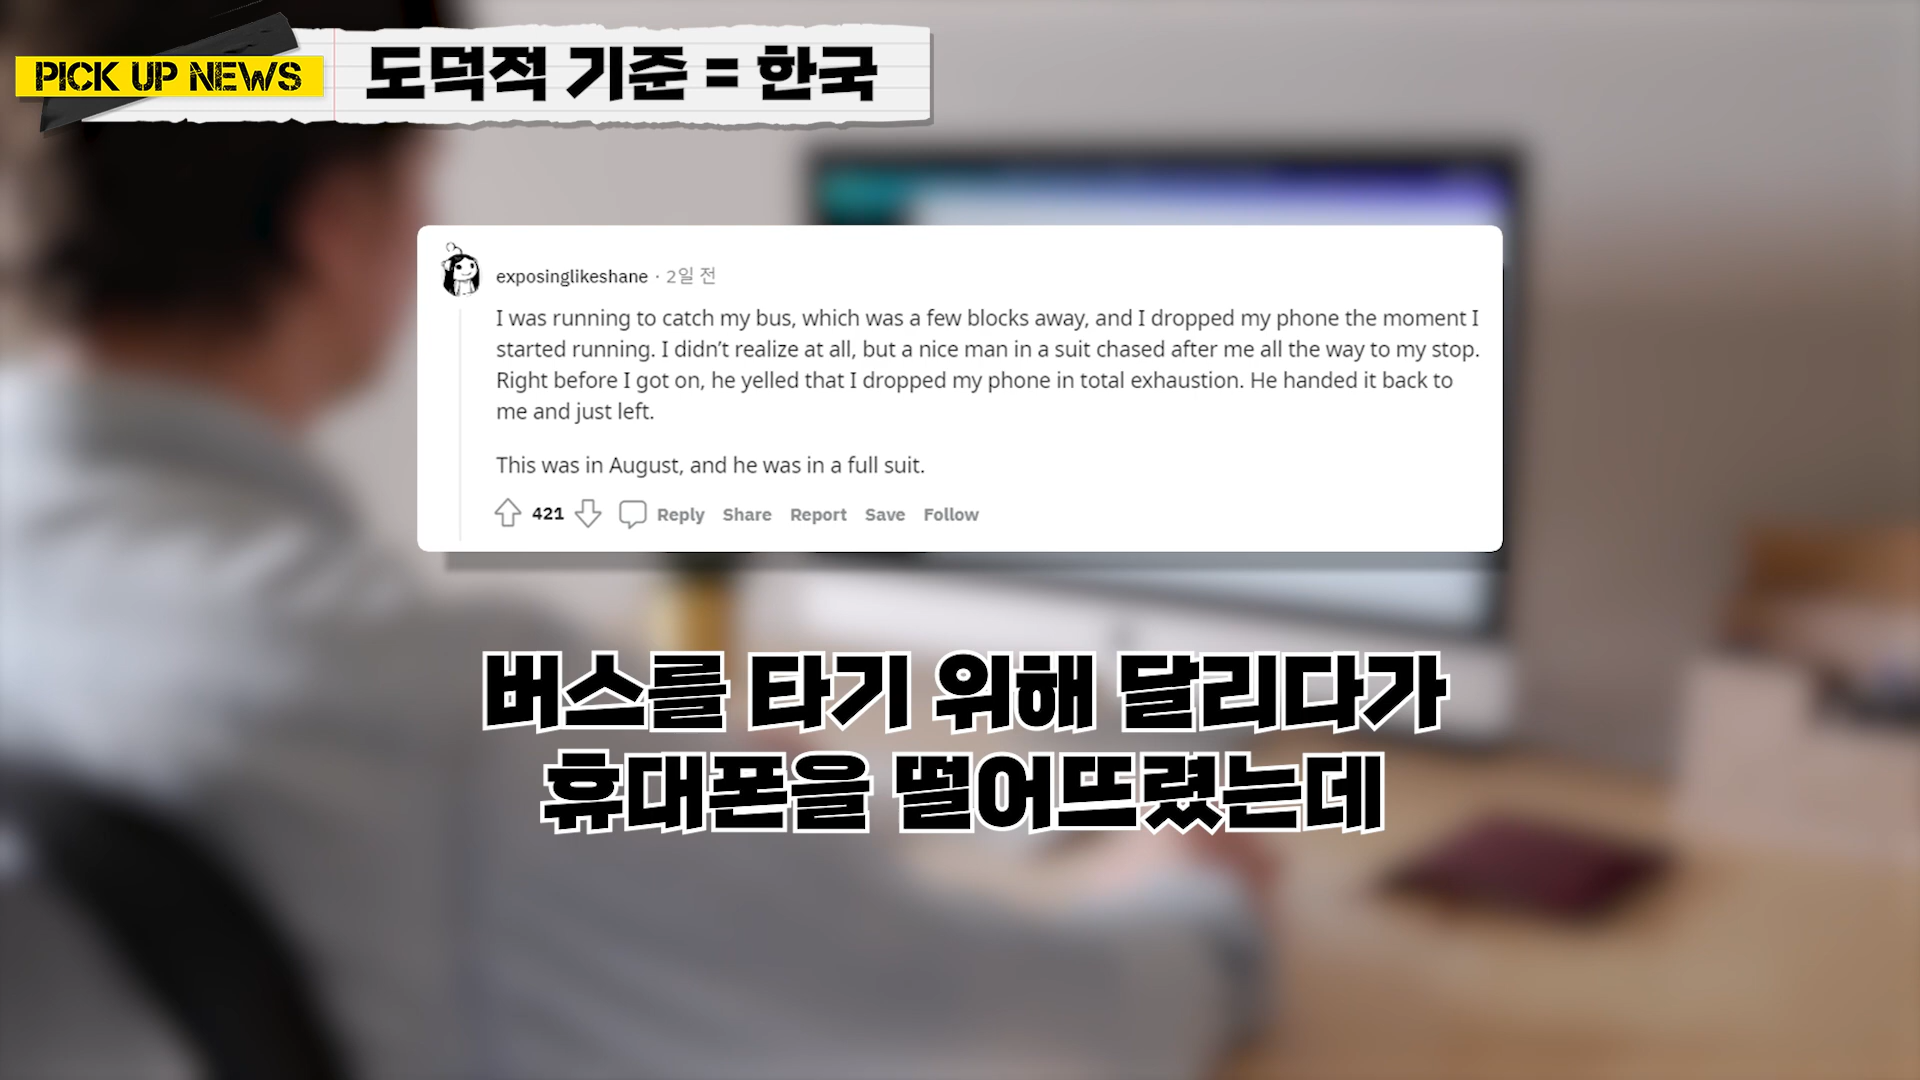 PICK UP NEWS
도덕적 기준 = 한국
exposinglikeshane · 2일 전
I was running to catch my bus, which was a few blocks away, and I dropped my phone the moment I
started running. I didn’t realize at all, but a nice man in a suit chased after me all the way to my stop.
Right before I got on, he yelled that I dropped my phone in total exhaustion. He handed it back to
me and just left.
This was in August, and he was in a full suit.
421 Reply Share Report Save Follow
버스를 타기 위해 달리다가
휴대폰을 떨어뜨렸는데